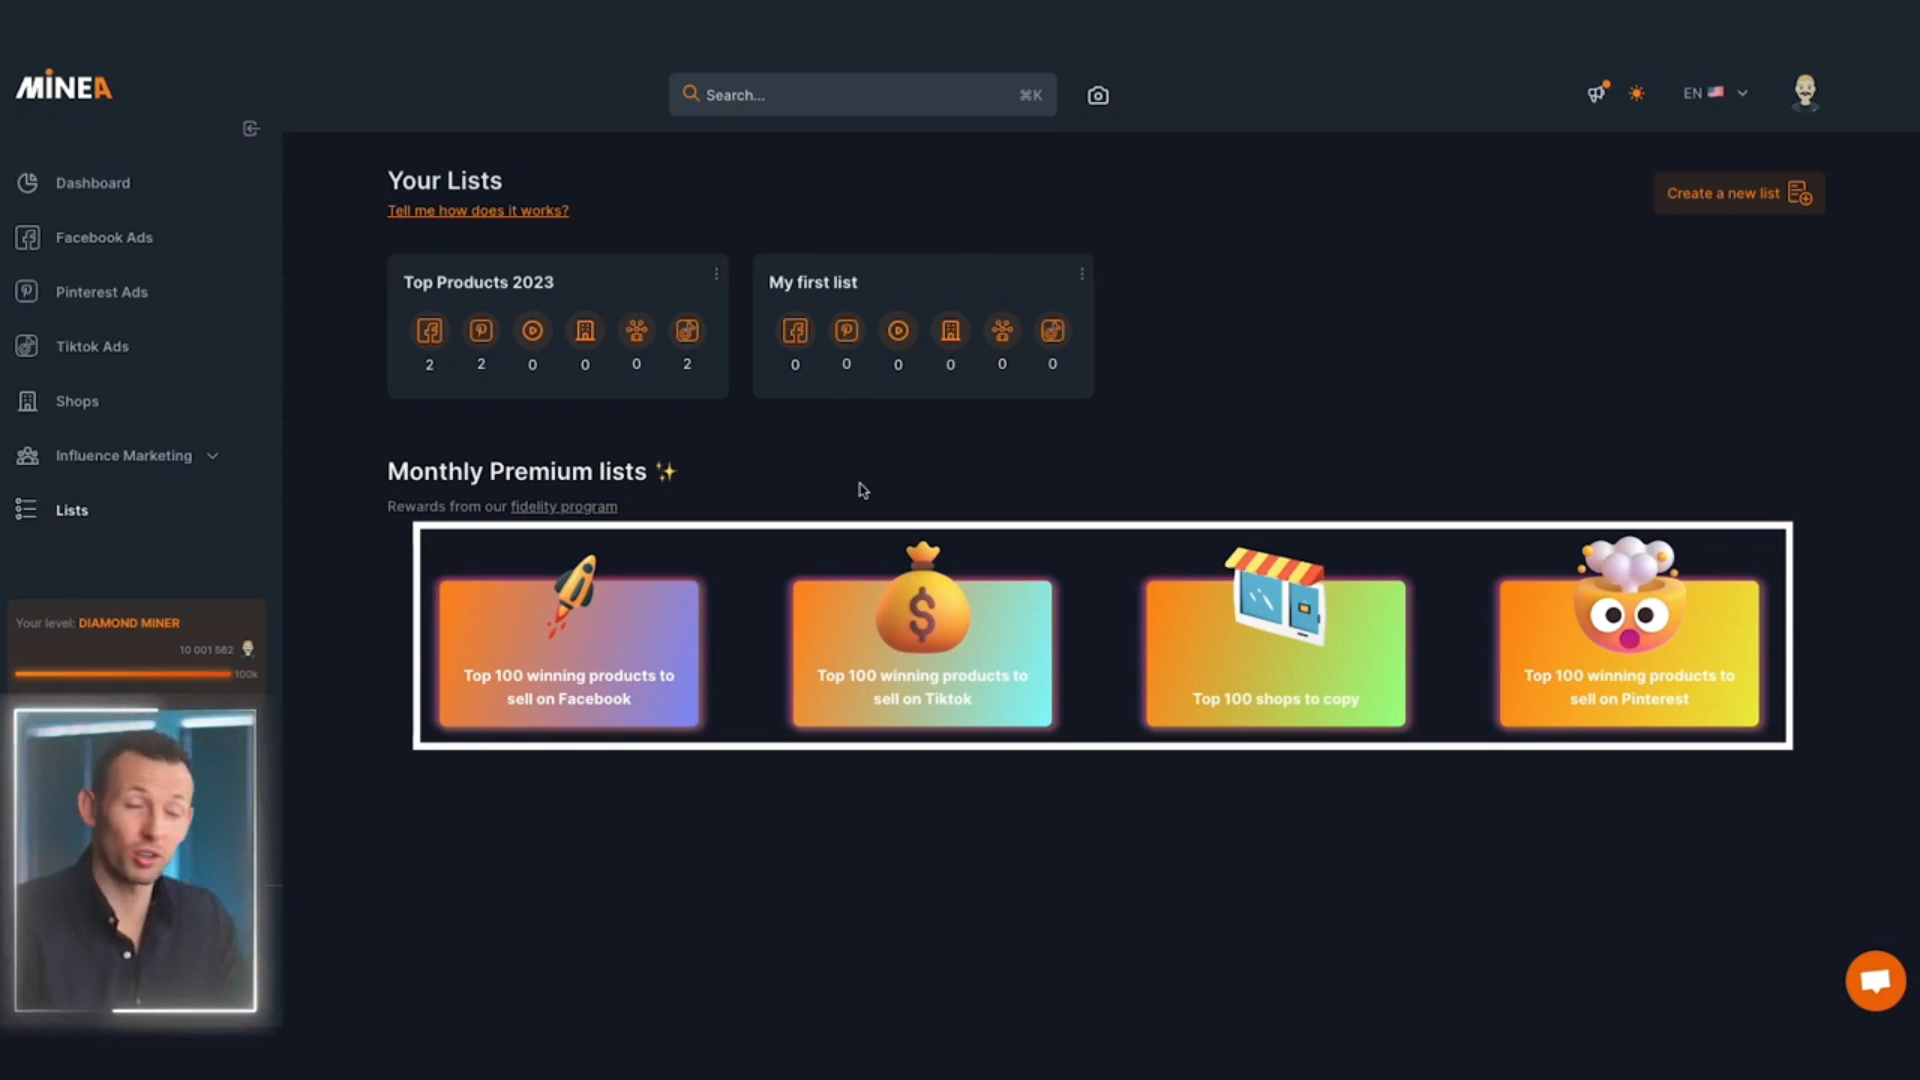 MINEA
Search...
⌘K
EN
Dashboard
Facebook Ads
Pinterest Ads
Tiktok Ads
Shops
Influence Marketing
Lists
Your level: DIAMOND MINER
10 001 562
100k
Your Lists
Tell me how does it works?
Create a new list
Top Products 2023
2 2 0 0 0 2
My first list
0 0 0 0 0 0
Monthly Premium lists
Rewards from our fidelity program
Top 100 winning products to
sell on Facebook
Top 100 winning products to
sell on Tiktok
Top 100 shops to copy
Top 100 winning products to
sell on Pinterest